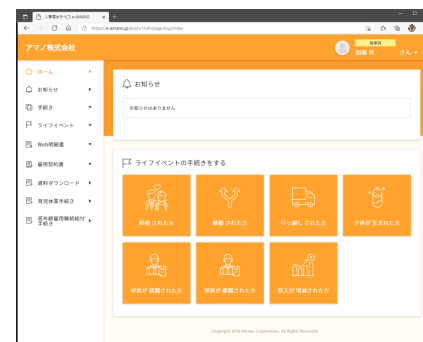 人事届出サービス e-AMANO
アマノ株式会社
従業員
さん
ホーム
お知らせ
手続き
ライフイベント
Web明細書
雇用契約書
資料ダウンロード
育児休業手続き
高年齢雇用継続給付
手続き
お知らせ
お知らせはありません
ライフイベントの手続きをする
結婚 された方
離婚 された方
引っ越し された方
子供が 生まれた方
家族が 就職された方
家族が 離職された方
収入が 増減された方
Copyright 2019 Amano Corporation. All Rights Reserved.